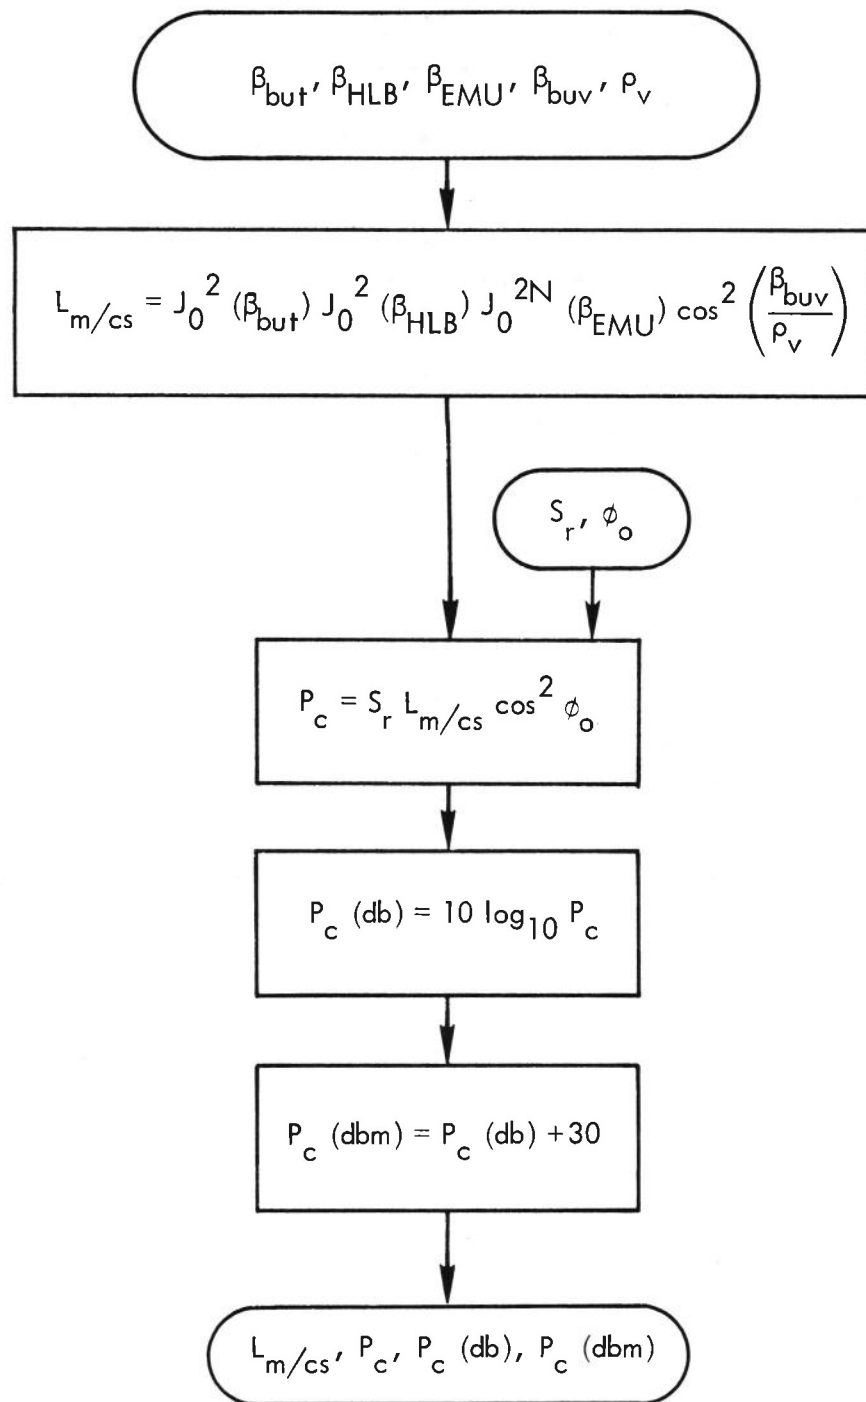 β_but, β_HLB, β_EMU, β_buv, ρ_v
L_m/cs = J_0^2 (β_but) J_0^2 (β_HLB) J_0^2N (β_EMU) cos^2 (β_buv/ρ_v)
S_r, ϕ_o
P_c = S_r L_m/cs cos^2 ϕ_o
P_c (db) = 10 log_10 P_c
P_c (dbm) = P_c (db) +30
L_m/cs, P_c, P_c (db), P_c (dbm)